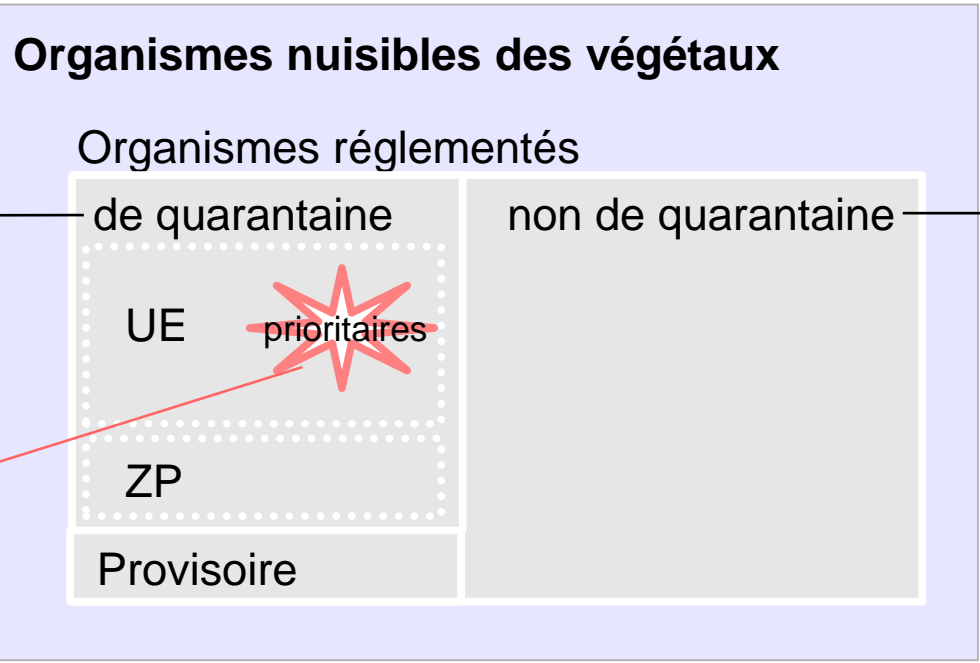 Organismes nuisibles des végétaux
Organismes réglementés
de quarantaine
non de quarantaine
UE
prioritaires
ZP
Provisoire